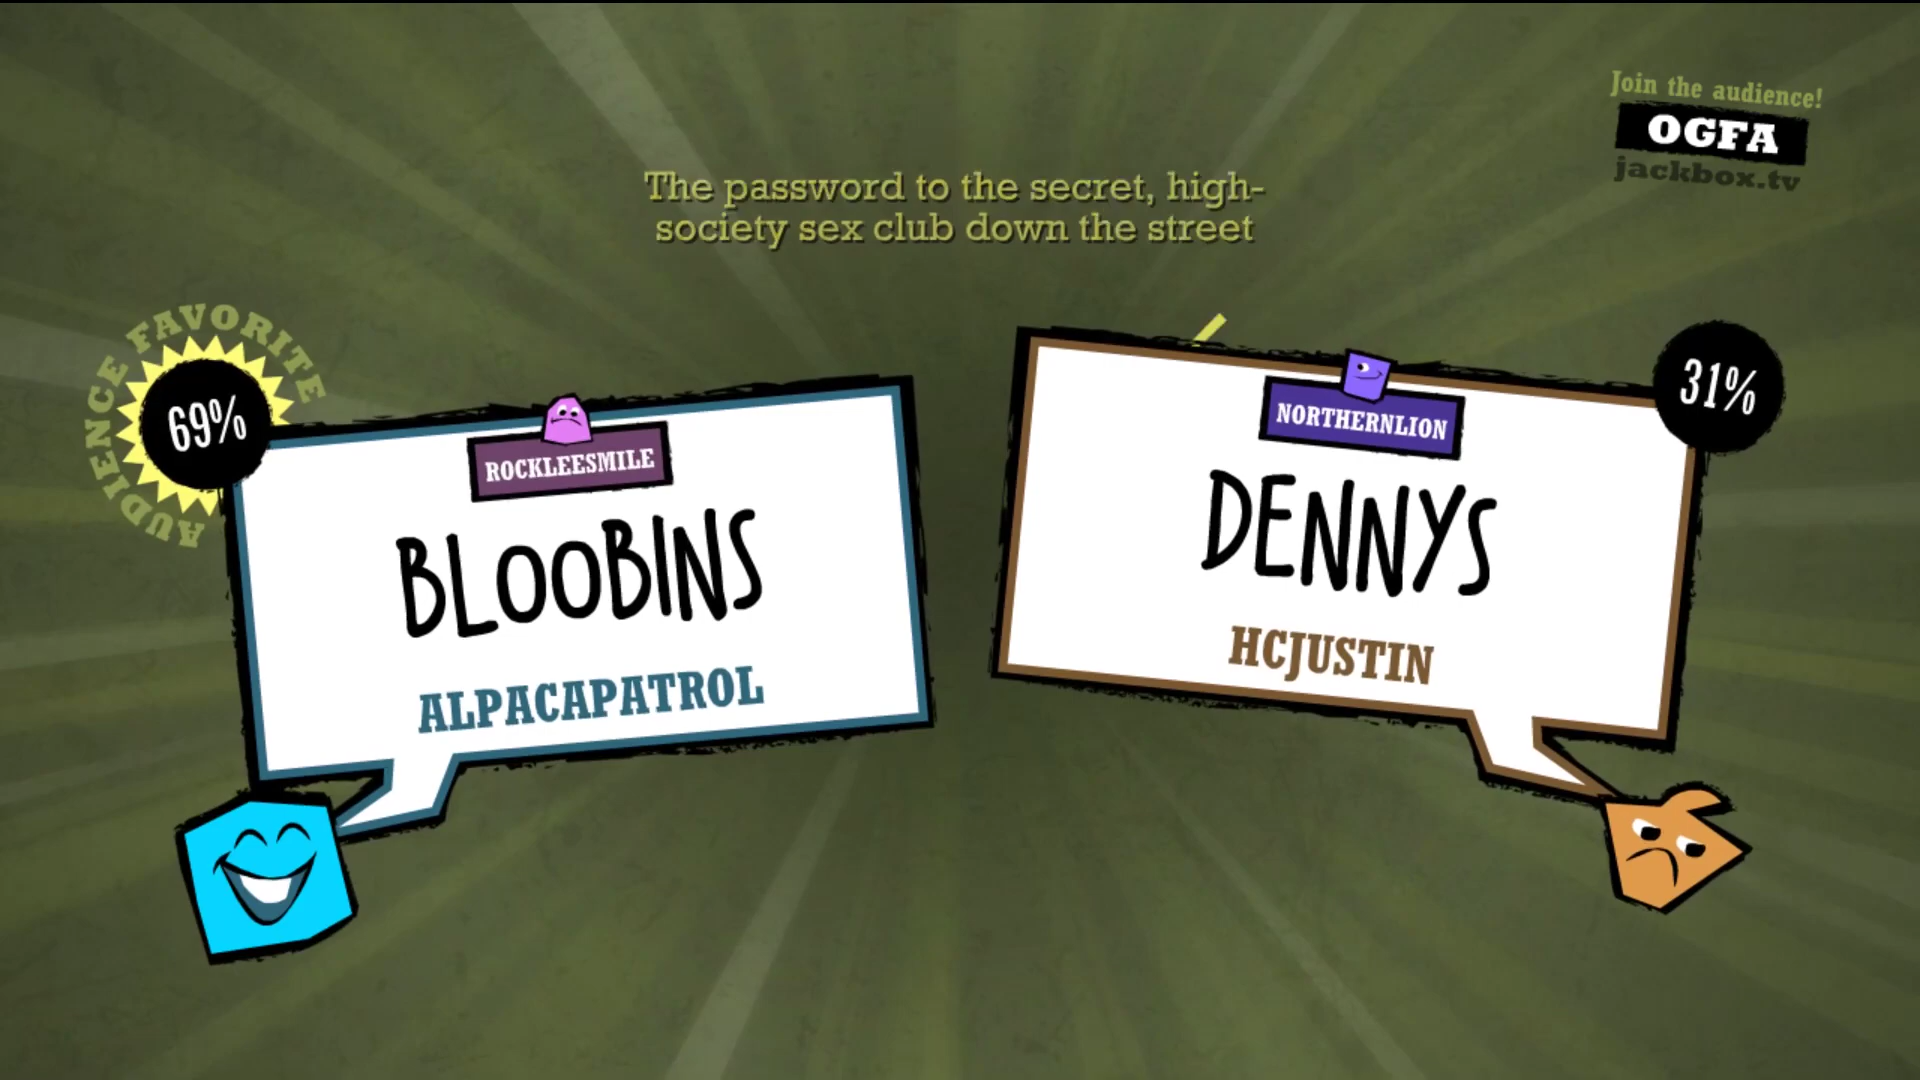 Join the audience!
OGFA
jackbox.tv
The password to the secret, high-
society sex club down the street
AUDIENCE FAVORITE
69%
ROCKLEESMILE
BLOOBINS
ALPACAPATROL
31%
NORTHERNLION
DENNYS
HCJUSTIN